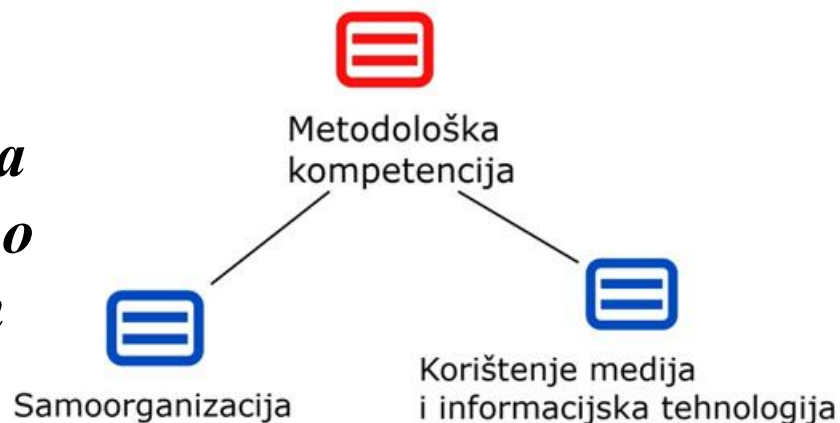 Metodološka
kompetencija
a
o
Samoorganizacija
Korištenje medija
i informacijska tehnologija